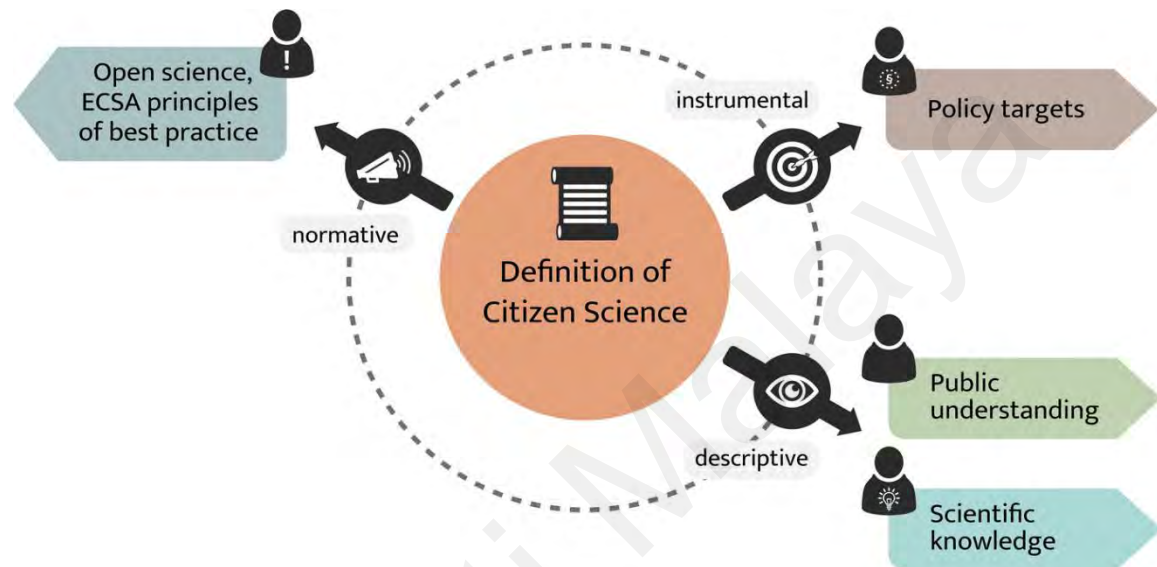 Open science,
ECSA principles
of best practice
normative
instrumental
Policy targets
Definition of
Citizen Science
descriptive
Public
understanding
Scientific
knowledge
! 
§
i Malaya